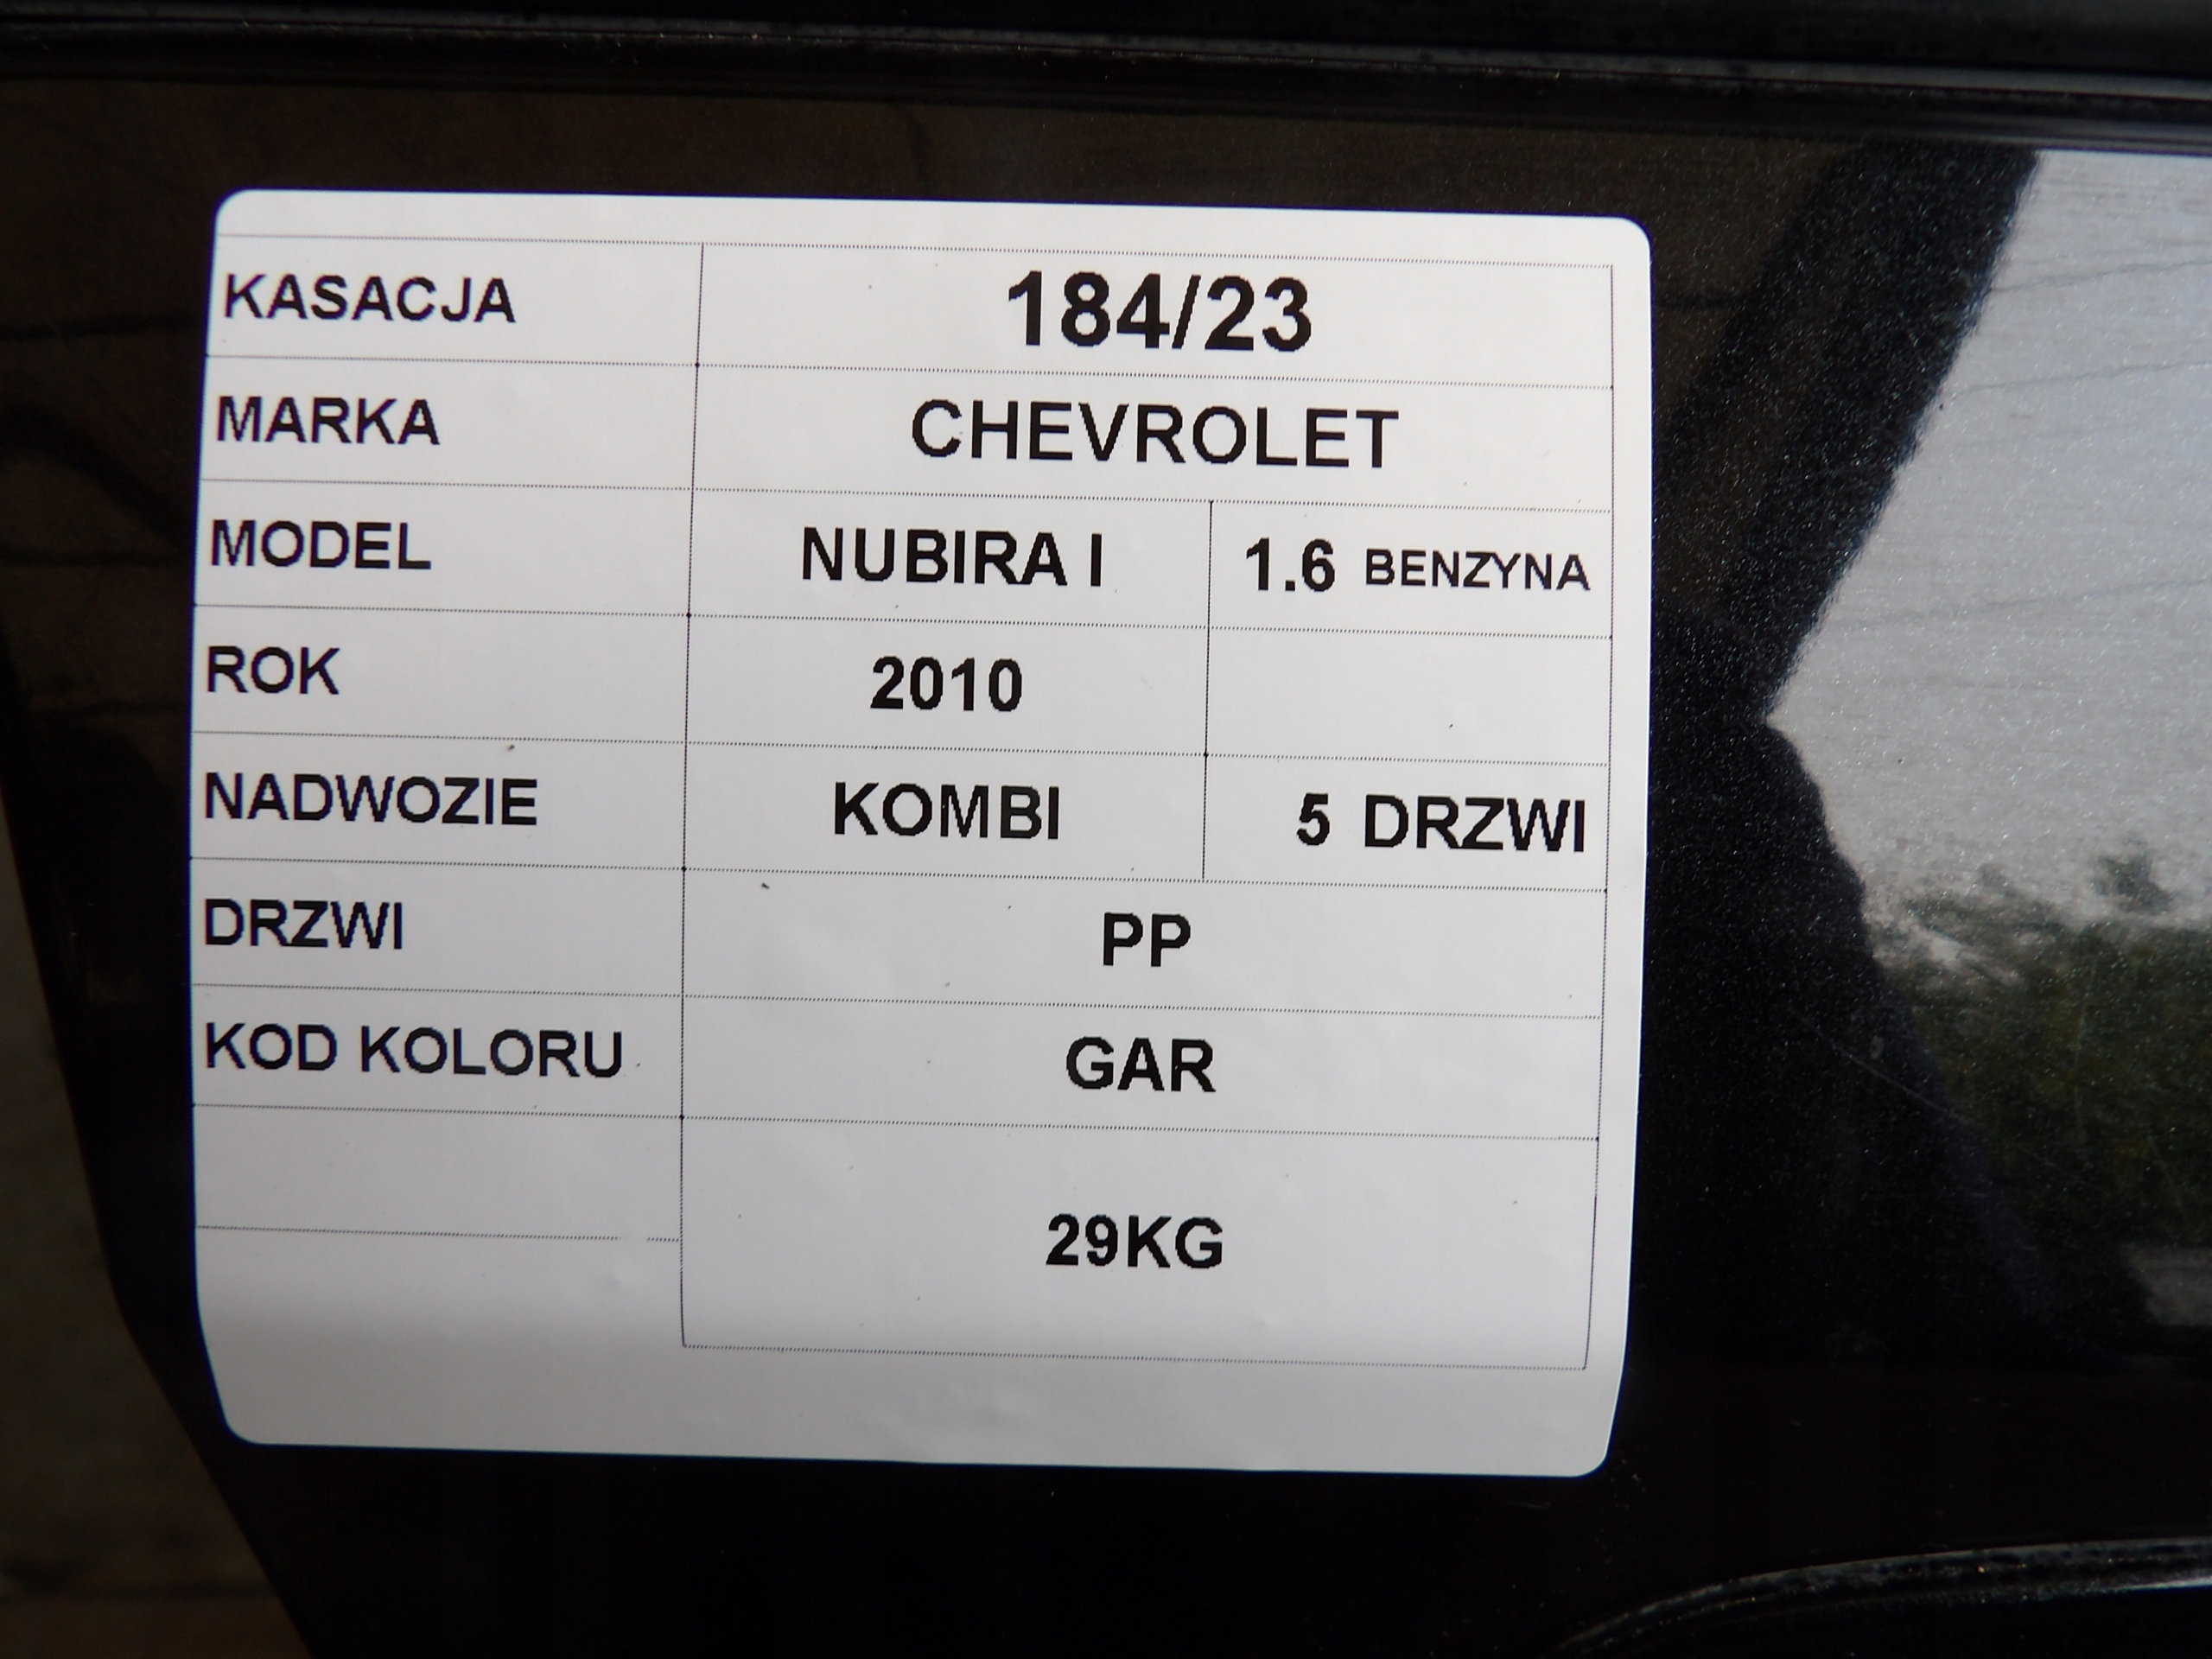 KASACJA 184/23
MARKA CHEVROLET
MODEL NUBIRA I 1.6 BENZYNA
ROK 2010
NADWOZIE KOMBI 5 DRZWI
DRZWI PP
KOD KOLORU GAR
29KG